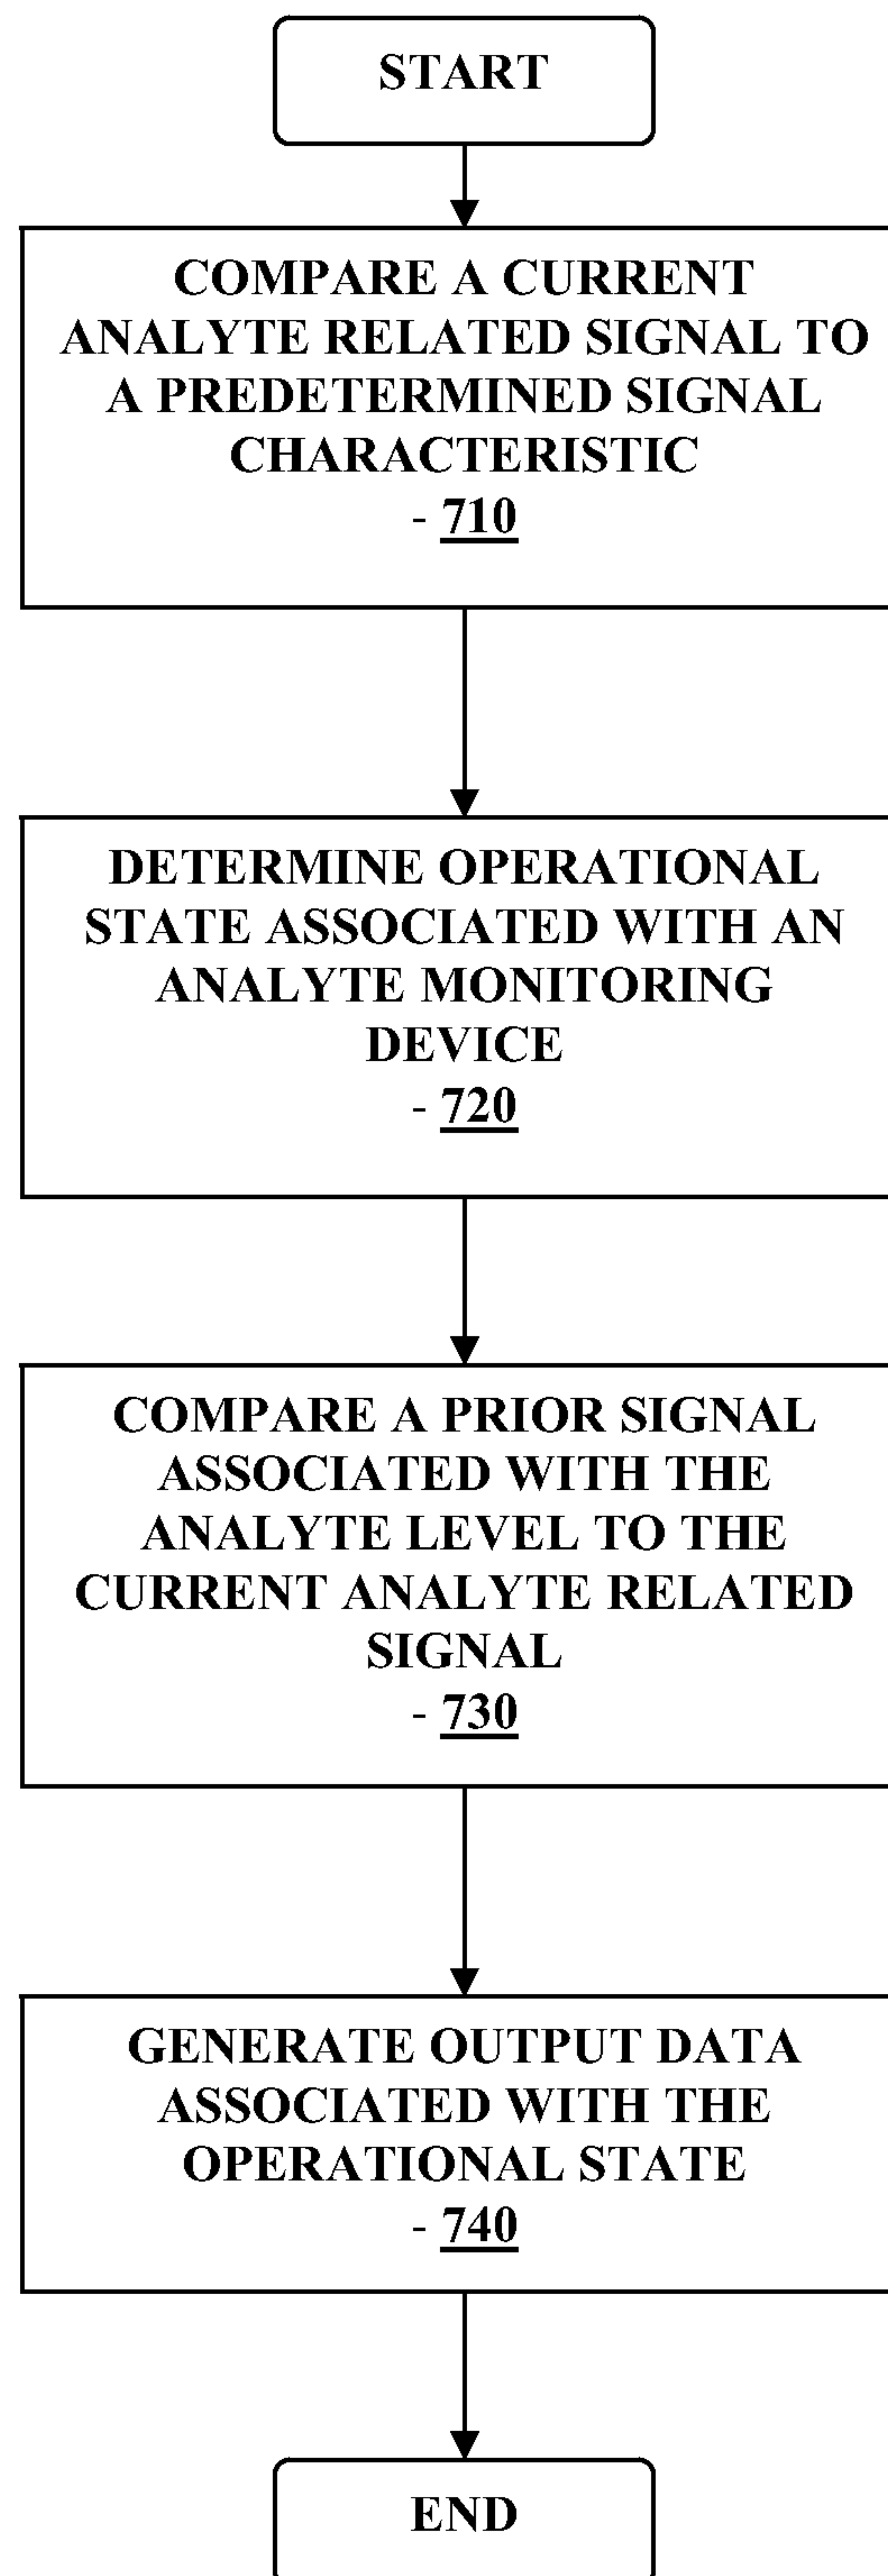 START
COMPARE A CURRENT
ANALYTE RELATED SIGNAL TO
A PREDETERMINED SIGNAL
CHARACTERISTIC
- 710
DETERMINE OPERATIONAL
STATE ASSOCIATED WITH AN
ANALYTE MONITORING
DEVICE
- 720
COMPARE A PRIOR SIGNAL
ASSOCIATED WITH THE
ANALYTE LEVEL TO THE
CURRENT ANALYTE RELATED
SIGNAL
- 730
GENERATE OUTPUT DATA
ASSOCIATED WITH THE
OPERATIONAL STATE
- 740
END